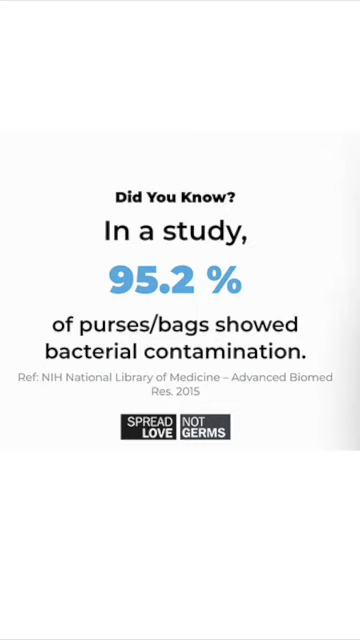 Did You Know?
In a study,
95.2 %
of purses/bags showed
bacterial contamination.
Ref: NIH National Library of Medicine – Advanced Biomed
Res. 2015
SPREAD NOT
LOVE GERMS